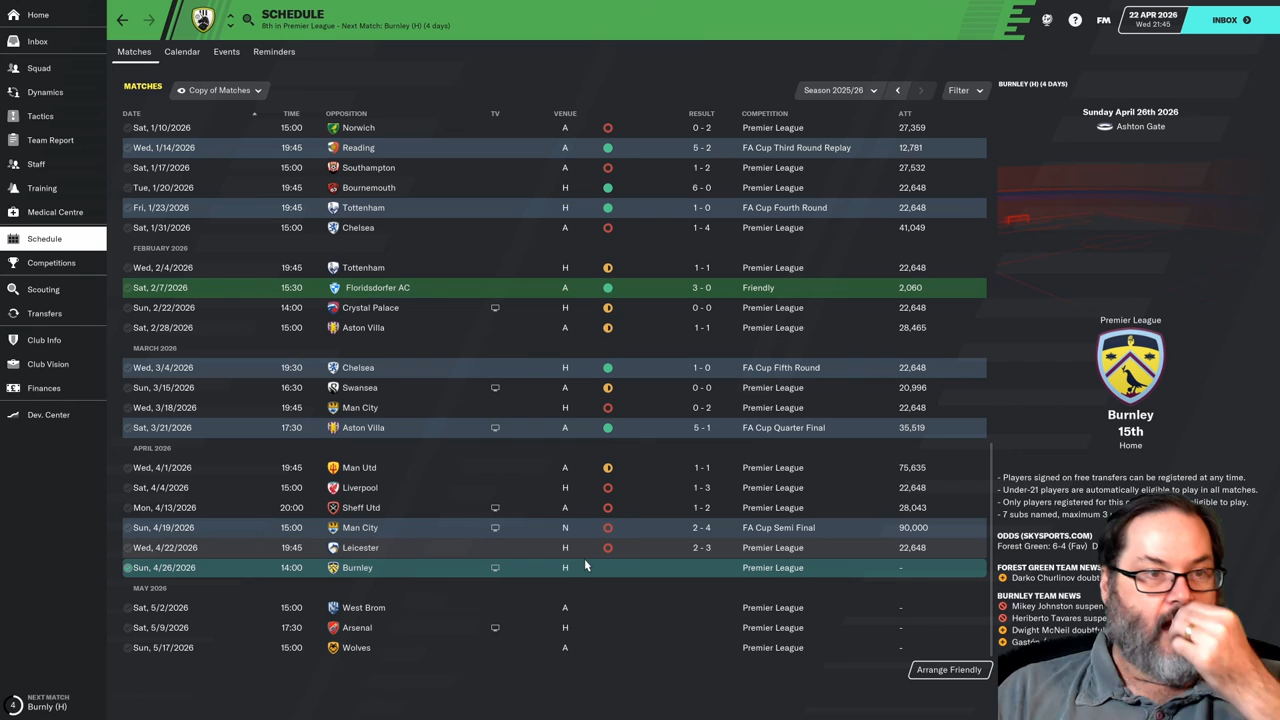 Home
Inbox
Squad
Dynamics
Tactics
Team Report
Staff
Training
Medical Centre
Schedule
Competitions
Scouting
Transfers
Club Info
Club Vision
Finances
Dev. Center
4 NEXT MATCH
Burnly (H)
SCHEDULE
8th in Premier League - Next Match: Burnley (H) (4 days)
? FM
22 APR 2026
Wed 21:45
INBOX
Matches Calendar Events Reminders
MATCHES Copy of Matches Season 2025/26 Filter
DATE TIME OPPOSITION TV VENUE RESULT COMPETITION ATT
Sat, 1/10/2026 15:00 Norwich A 0 - 2 Premier League 27,359
Wed, 1/14/2026 19:45 Reading A 5 - 2 FA Cup Third Round Replay 12,781
Sat, 1/17/2026 15:00 Southampton A 1 - 2 Premier League 27,532
Tue, 1/20/2026 19:45 Bournemouth H 6 - 0 Premier League 22,648
Fri, 1/23/2026 19:45 Tottenham H 1 - 0 FA Cup Fourth Round 22,648
Sat, 1/31/2026 15:00 Chelsea A 1 - 4 Premier League 41,049
FEBRUARY 2026
Wed, 2/4/2026 19:45 Tottenham H 1 - 1 Premier League 22,648
Sat, 2/7/2026 15:30 Floridsdorfer AC A 3 - 0 Friendly 2,060
Sun, 2/22/2026 14:00 Crystal Palace H 0 - 0 Premier League 22,648
Sat, 2/28/2026 15:00 Aston Villa A 1 - 1 Premier League 28,465
MARCH 2026
Wed, 3/4/2026 19:30 Chelsea H 1 - 0 FA Cup Fifth Round 22,648
Sun, 3/15/2026 16:30 Swansea A 0 - 0 Premier League 20,996
Wed, 3/18/2026 19:45 Man City H 0 - 2 Premier League 22,648
Sat, 3/21/2026 17:30 Aston Villa A 5 - 1 FA Cup Quarter Final 35,519
APRIL 2026
Wed, 4/1/2026 19:45 Man Utd A 1 - 1 Premier League 75,635
Sat, 4/4/2026 15:00 Liverpool H 1 - 3 Premier League 22,648
Mon, 4/13/2026 20:00 Sheff Utd A 1 - 2 Premier League 28,043
Sun, 4/19/2026 15:00 Man City N 2 - 4 FA Cup Semi Final 90,000
Wed, 4/22/2026 19:45 Leicester H 2 - 3 Premier League 22,648
Sun, 4/26/2026 14:00 Burnley H Premier League -
MAY 2026
Sat, 5/2/2026 15:00 West Brom A Premier League -
Sat, 5/9/2026 17:30 Arsenal H Premier League -
Sun, 5/17/2026 15:00 Wolves A Premier League -
Arrange Friendly
BURNLEY (H) (4 DAYS)
Sunday April 26th 2026
Ashton Gate
Premier League
Burnley
15th
Home
- Players signed on free transfers can be registered at any time.
- Under-21 players are automatically eligible to play in all matches.
- Only players registered for this eligible to play.
- 7 subs named, maximum 3
ODDS (SKYSPORTS.COM)
Forest Green: 6-4 (Fav)
FOREST GREEN TEAM NEWS
Darko Churlinov
BURNLEY TEAM NEWS
Mikey Johnston
Heriberto Tavares
Dwight McNeil